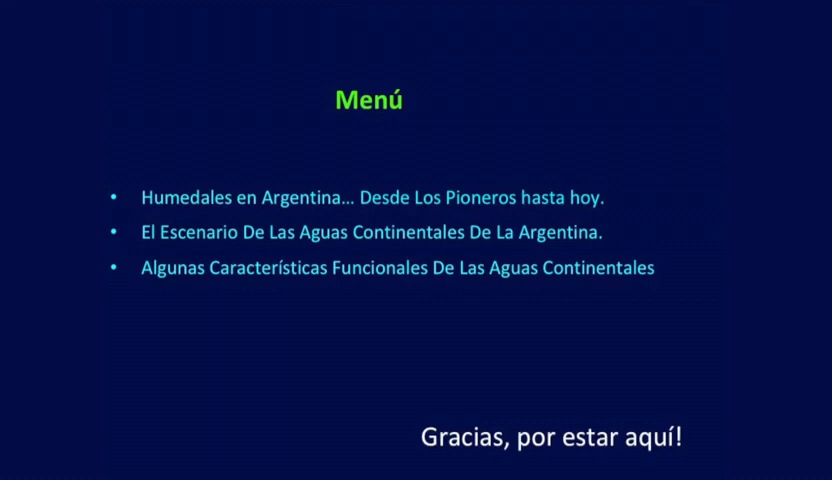 Menú
• Humedales en Argentina... Desde Los Pioneros hasta hoy.
• El Escenario De Las Aguas Continentales De La Argentina.
• Algunas Características Funcionales De Las Aguas Continentales
Gracias, por estar aquí!